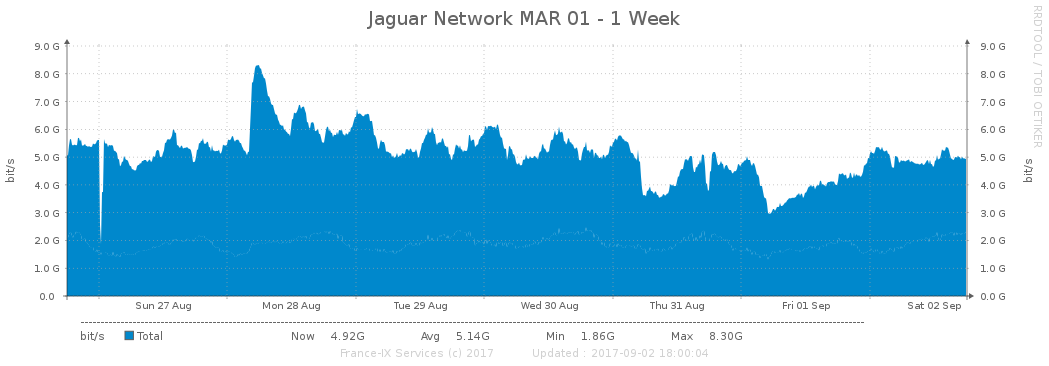 Jaguar Network MAR 01 - 1 Week
RRDTOOL / TOBI OETIKER
9.0 G 9.0 G
8.0 G 8.0 G
7.0 G 7.0 G
6.0 G 6.0 G
5.0 G 5.0 G
4.0 G 4.0 G
3.0 G 3.0 G
2.0 G 2.0 G
1.0 G 1.0 G
0.0 0.0 G
bit/s
bit/s
Sun 27 Aug Mon 28 Aug Tue 29 Aug Wed 30 Aug Thu 31 Aug Fri 01 Sep Sat 02 Sep
bit/s Total Now 4.92G Avg 5.14G Min 1.86G Max 8.30G
France-IX Services (c) 2017 Updated : 2017-09-02 18:00:04